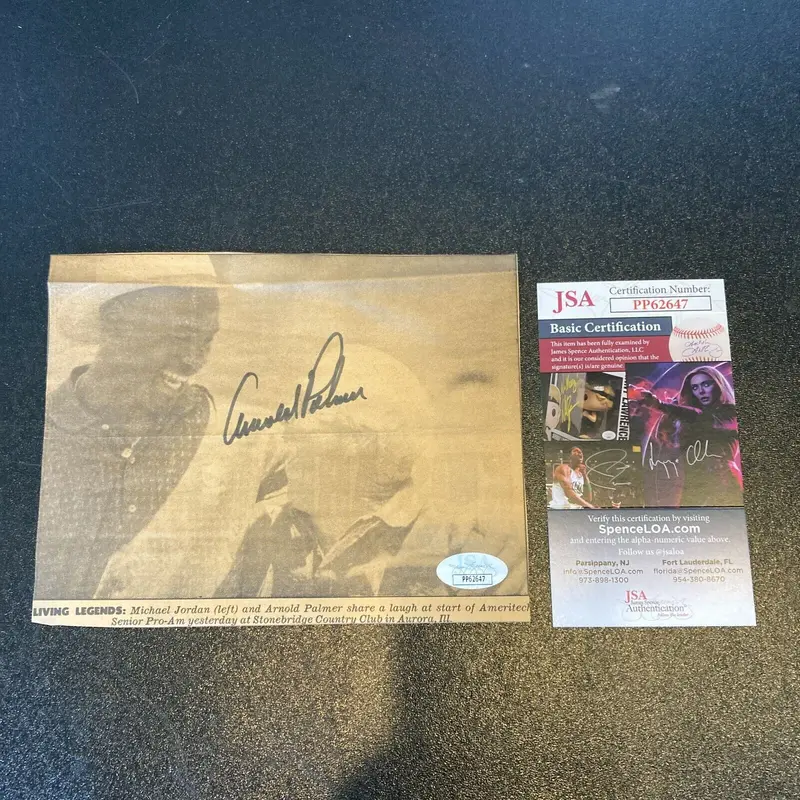 Arnold Palmer
PP62647
LIVING LEGENDS: Michael Jordan (left) and Arnold Palmer share a laugh at start of Ameritech
Senior Pro-Am yesterday at Stonebridge Country Club in Aurora, Ill.
JSA
Certification Number:
PP62647
Basic Certification
This item has been fully examined by
James Spence Authentication, LLC
and it is our considered opinion that the
signature(s) is/are genuine.
LAWRENCE
Verify this certification by visiting
SpenceLOA.com
and entering the alpha-numeric value above.
Follow us @jsaloa
Parsippany, NJ
info@SpenceLOA.com
973-898-1300
Fort Lauderdale, FL
florida@SpenceLOA.com
954-380-8670
JSA
James Spence
Authentication